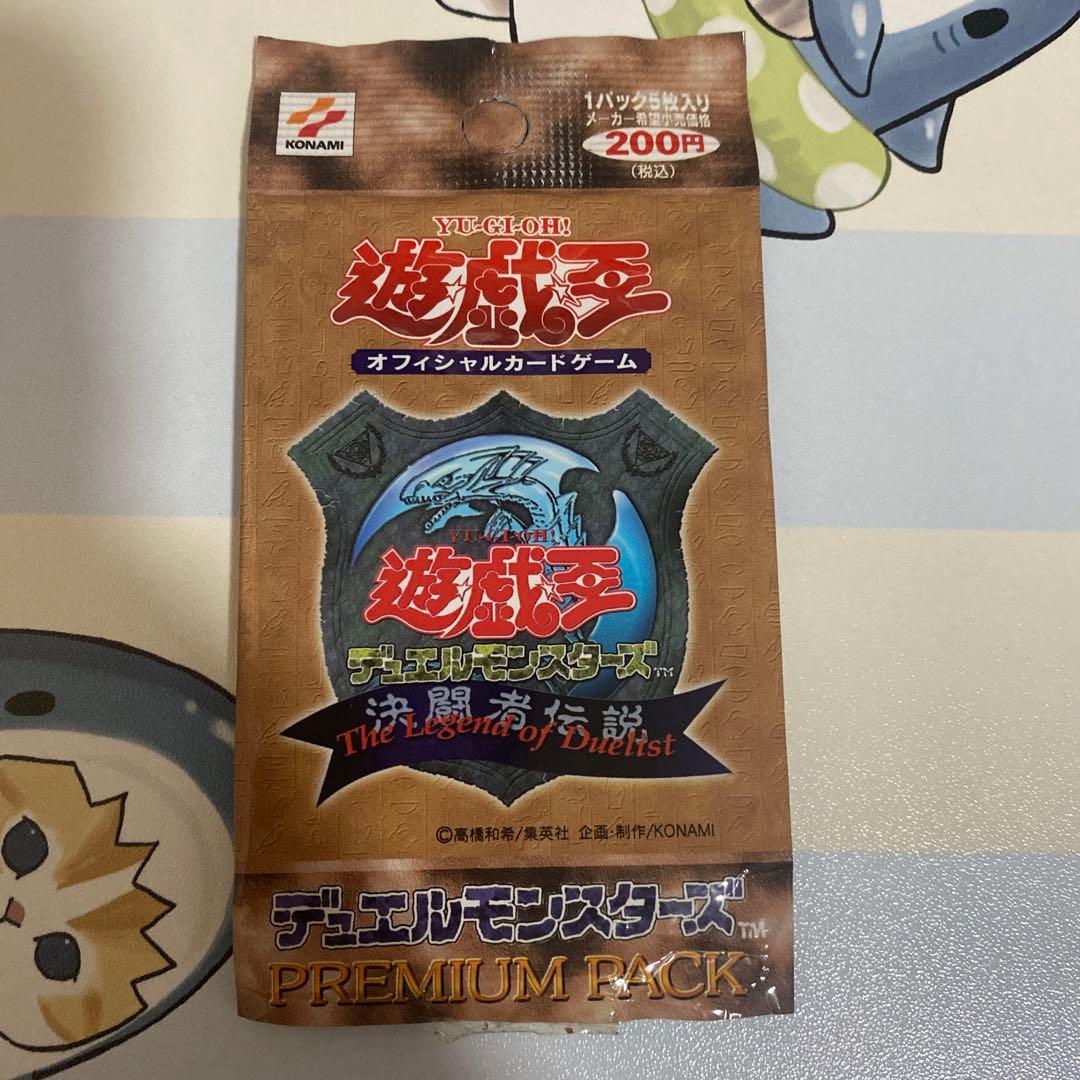 KONAMI
1パック5枚入り
メーカー希望小売価格
200円
(税込)
YU-GI-OH!
遊☆戯☆王
オフィシャルカードゲーム
YU-GI-OH!
遊☆戯☆王
デュエルモンスターズ™
決闘者伝説
The Legend of Duelist
©高橋和希/集英社 企画・制作/KONAMI
デュエルモンスターズ™
PREMIUM PACK